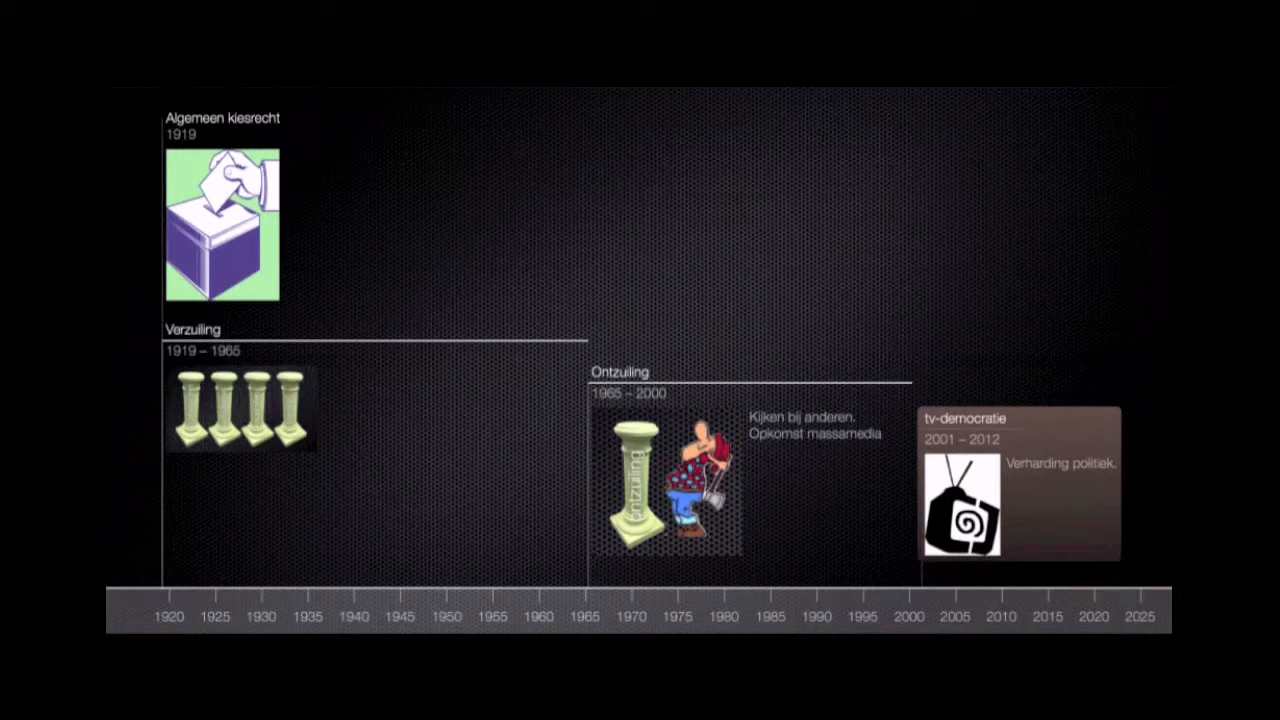 Algemeen kiesrecht
1919
Verzuiling
1919 – 1965
Ontzuiling
1965 – 2000
ontzuiling
Kijken bij anderen.
Opkomst massamedia
tv-democratie
2001 – 2012
Verharding politiek.
1920 1925 1930 1935 1940 1945 1950 1955 1960 1965 1970 1975 1980 1985 1990 1995 2000 2005 2010 2015 2020 2025